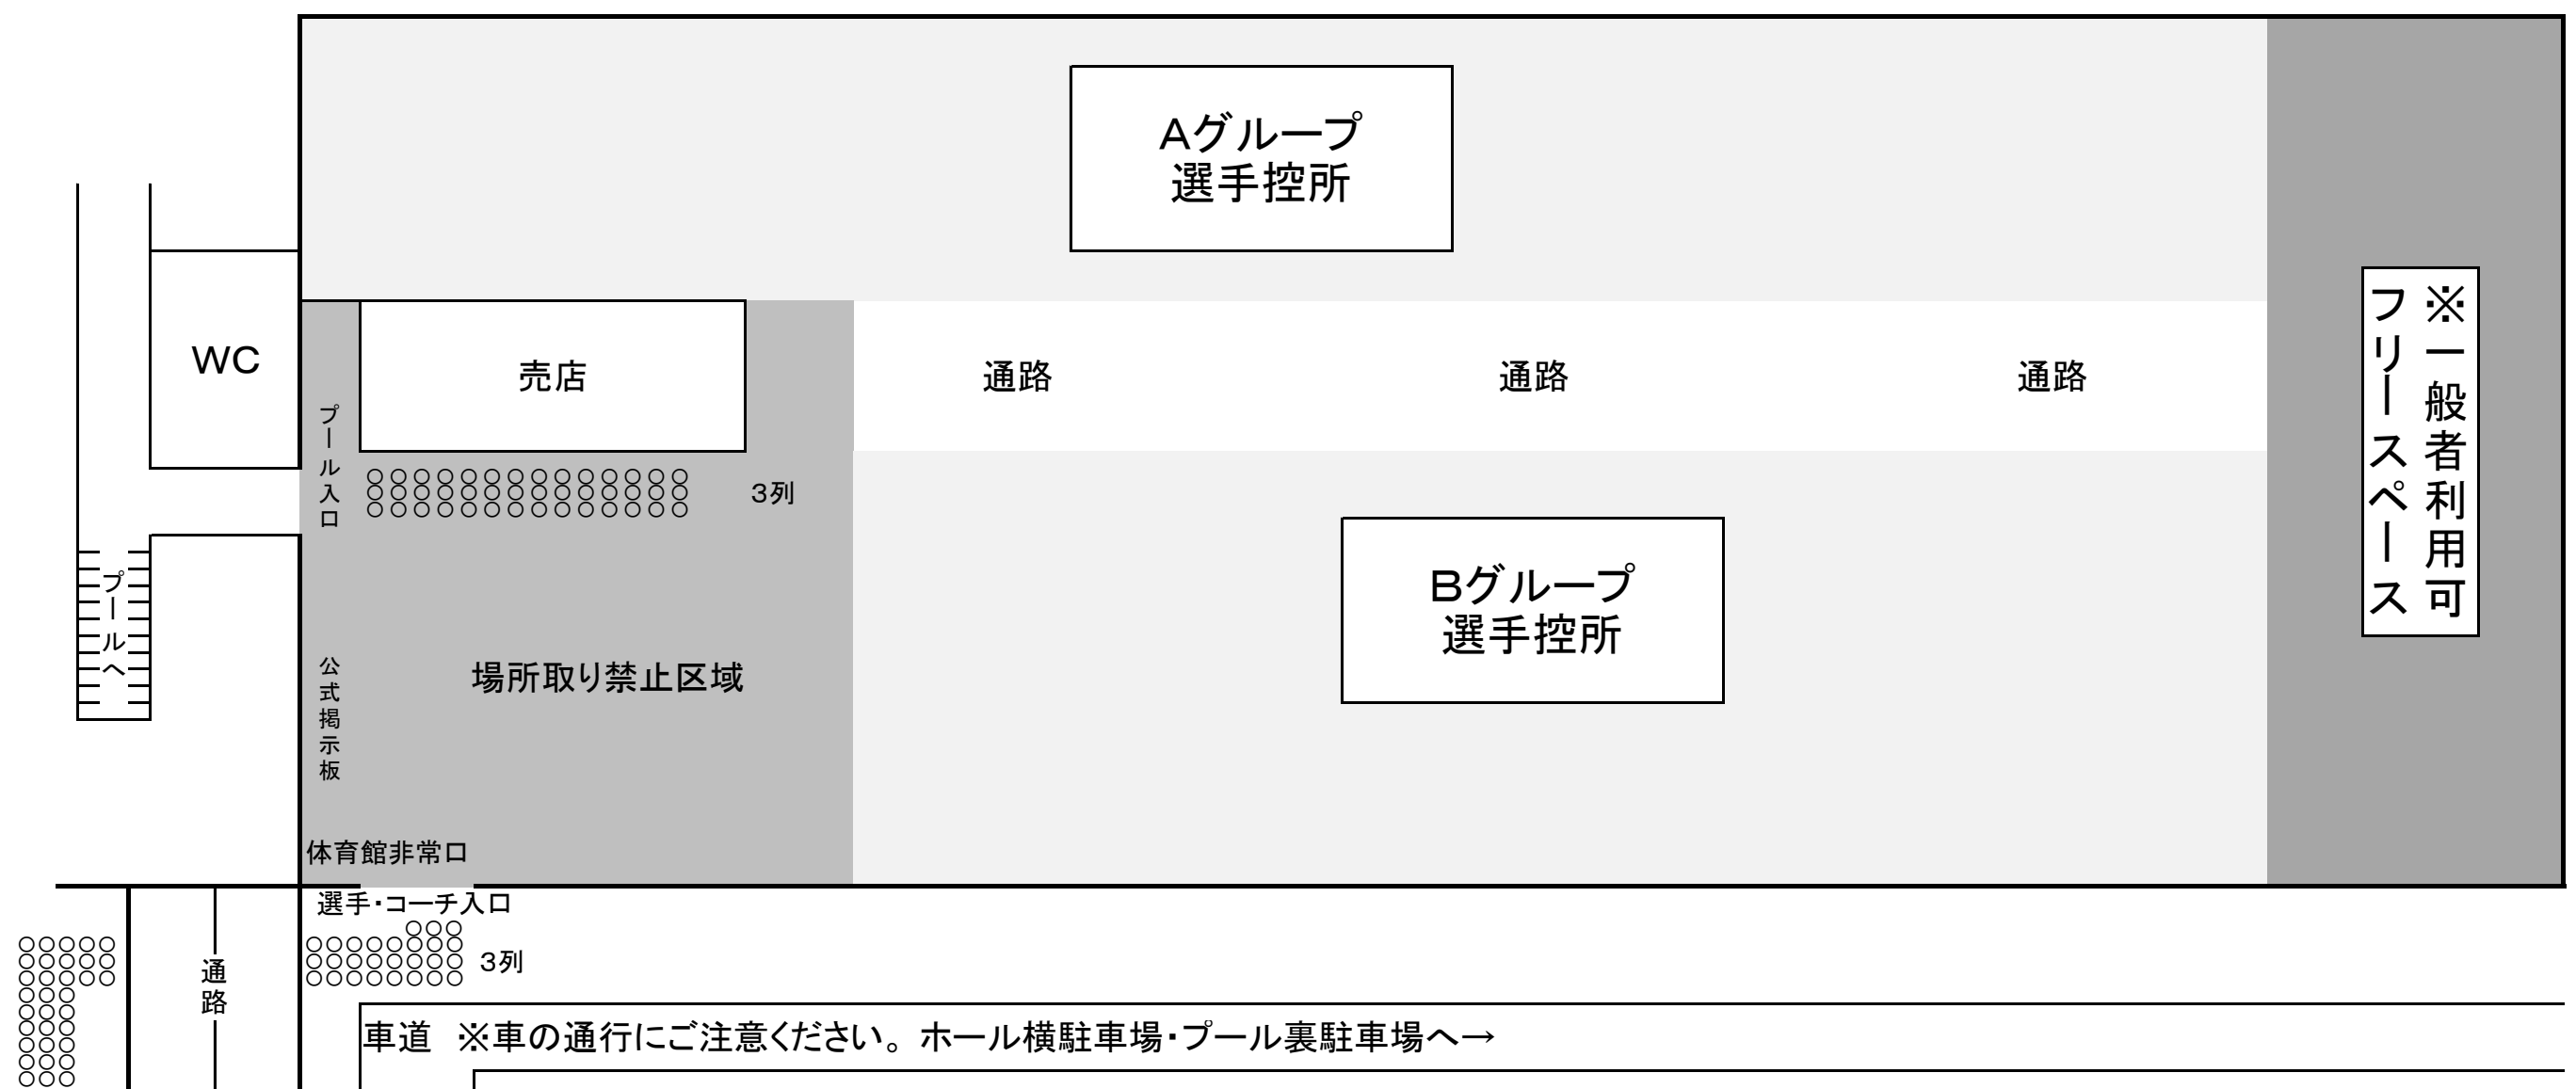 Aグループ
選手控所
WC
売店
通路
通路
通路
※一般者利用可
フリースペース
プール入口
○○○○○○○○○○○○○○
○○○○○○○○○○○○○○
○○○○○○○○○○○○○○
3列
Bグループ
選手控所
プールへ
公式掲示板
場所取り禁止区域
体育館非常口
選手・コーチ入口
○○○
○○○○○○○○
○○○○○○○○
○○○○○○○○
3列
○○○○○
○○○○○
○○○○○
○○○
○○○
○○○
○○○
○○○
○○○
通路
車道　※車の通行にご注意ください。ホール横駐車場・プール裏駐車場へ→